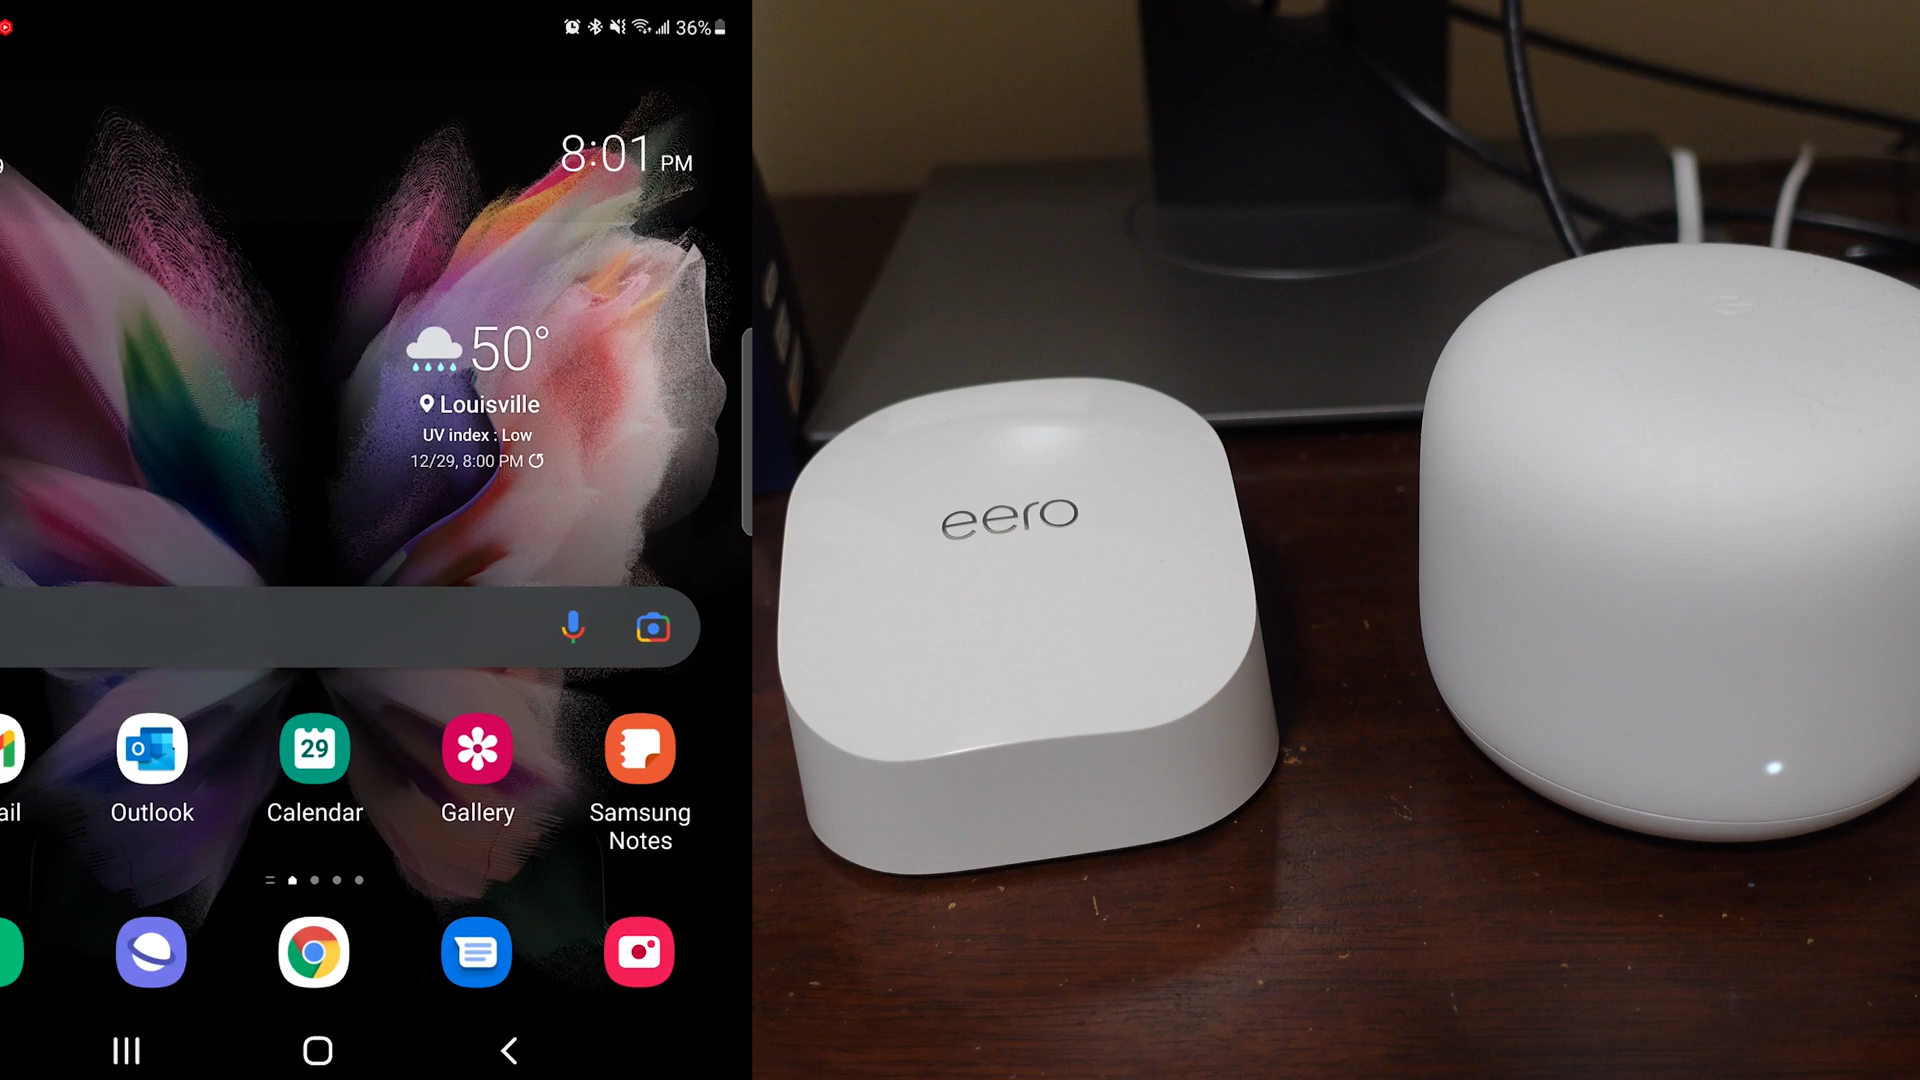 36%
8:01 PM
50°
Louisville
UV index : Low
12/29, 8:00 PM
29
O
ail
Outlook
Calendar
Gallery
Samsung
Notes
eero
G